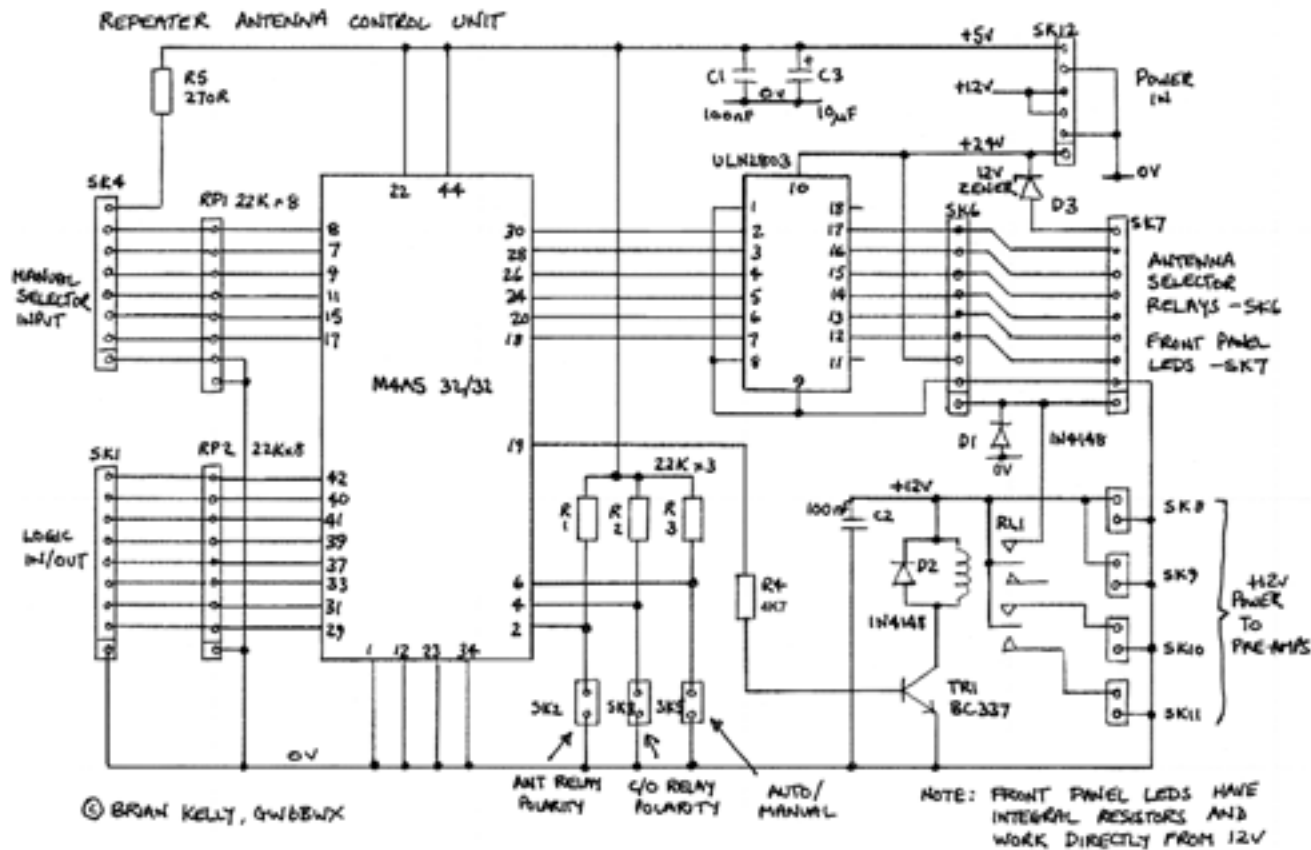 REPEATER ANTENNA CONTROL UNIT
R5
270R
+5V
SK12
POWER
IN
C1
C3
+
0V
100nF
10µF
+12V
+24V
0V
ULN2803
12V
ZENER
D3
SK4
RP1 22K×8
22 44
10
SK6
SK7
MANUAL
SELECTOR
INPUT
8
7
9
11
15
17
30
28
26
24
20
18
1
2
3
4
5
6
7
8
9
18
17
16
15
14
13
12
11
ANTENNA
SELECTOR
RELAYS -SK6
FRONT PANEL
LEDS -SK7
M4A5 32/32
D1
0V
1N4148
SK1
RP2 22K×8
LOGIC
IN/OUT
42
40
41
39
37
33
31
29
19
22K×3
R1
R2
R3
6
4
2
1 12 23 34
R4
4K7
100nF
C2
+12V
D2
1N4148
RL1
TR1
BC337
SK8
SK9
SK10
SK11
+12V
POWER
TO
PRE-AMPS
SK2
SK3
SK5
0V
ANT RELAY
POLARITY
C/O RELAY
POLARITY
AUTO/
MANUAL
© BRIAN KELLY, GW6BWX
NOTE: FRONT PANEL LEDS HAVE
INTEGRAL RESISTORS AND
WORK DIRECTLY FROM 12V